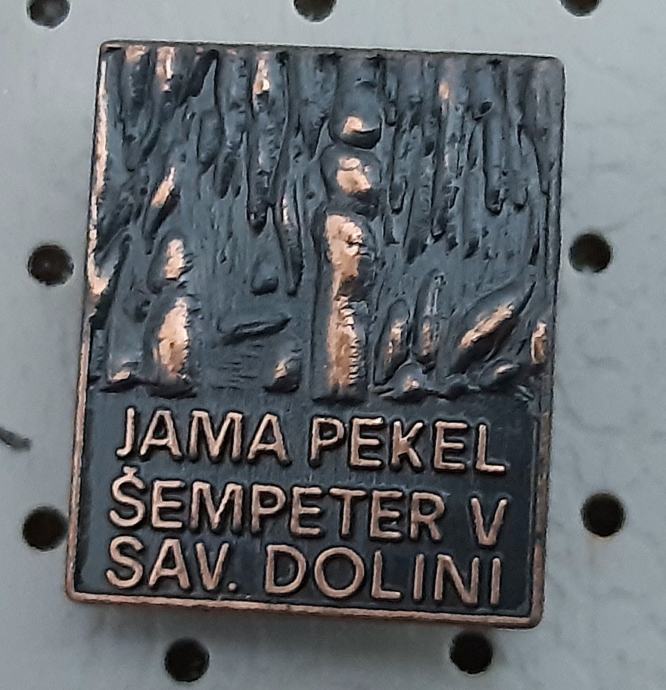 JAMA PEKEL
ŠEMPETER V
SAV. DOLINI